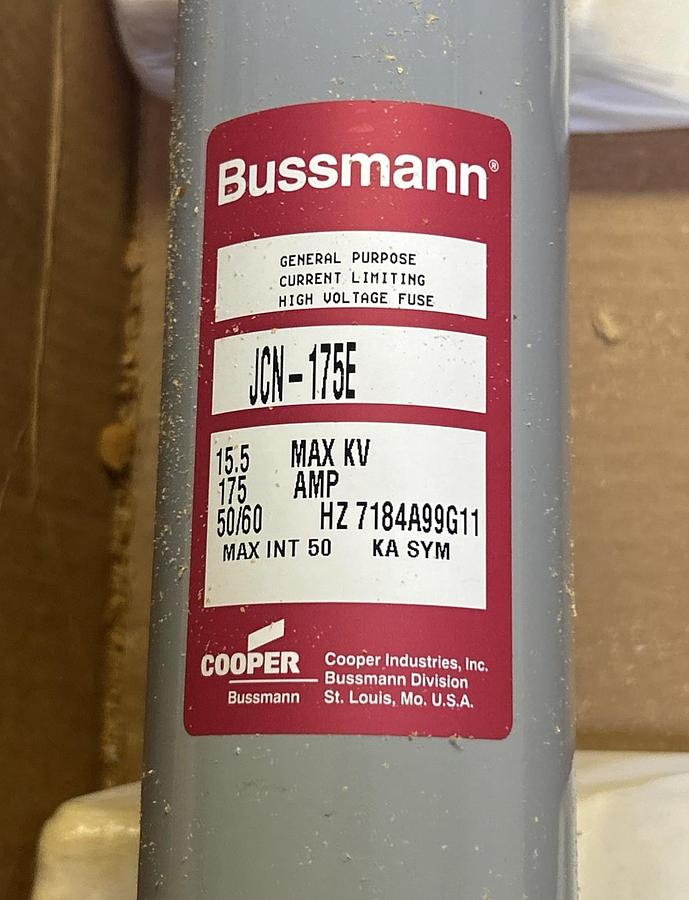 Bussmann®
GENERAL PURPOSE
CURRENT LIMITING
HIGH VOLTAGE FUSE
JCN-175E
15.5 MAX KV
175 AMP
50/60 HZ 7184A99G11
MAX INT 50 KA SYM
COOPER
Bussmann
Cooper Industries, Inc.
Bussmann Division
St. Louis, Mo. U.S.A.